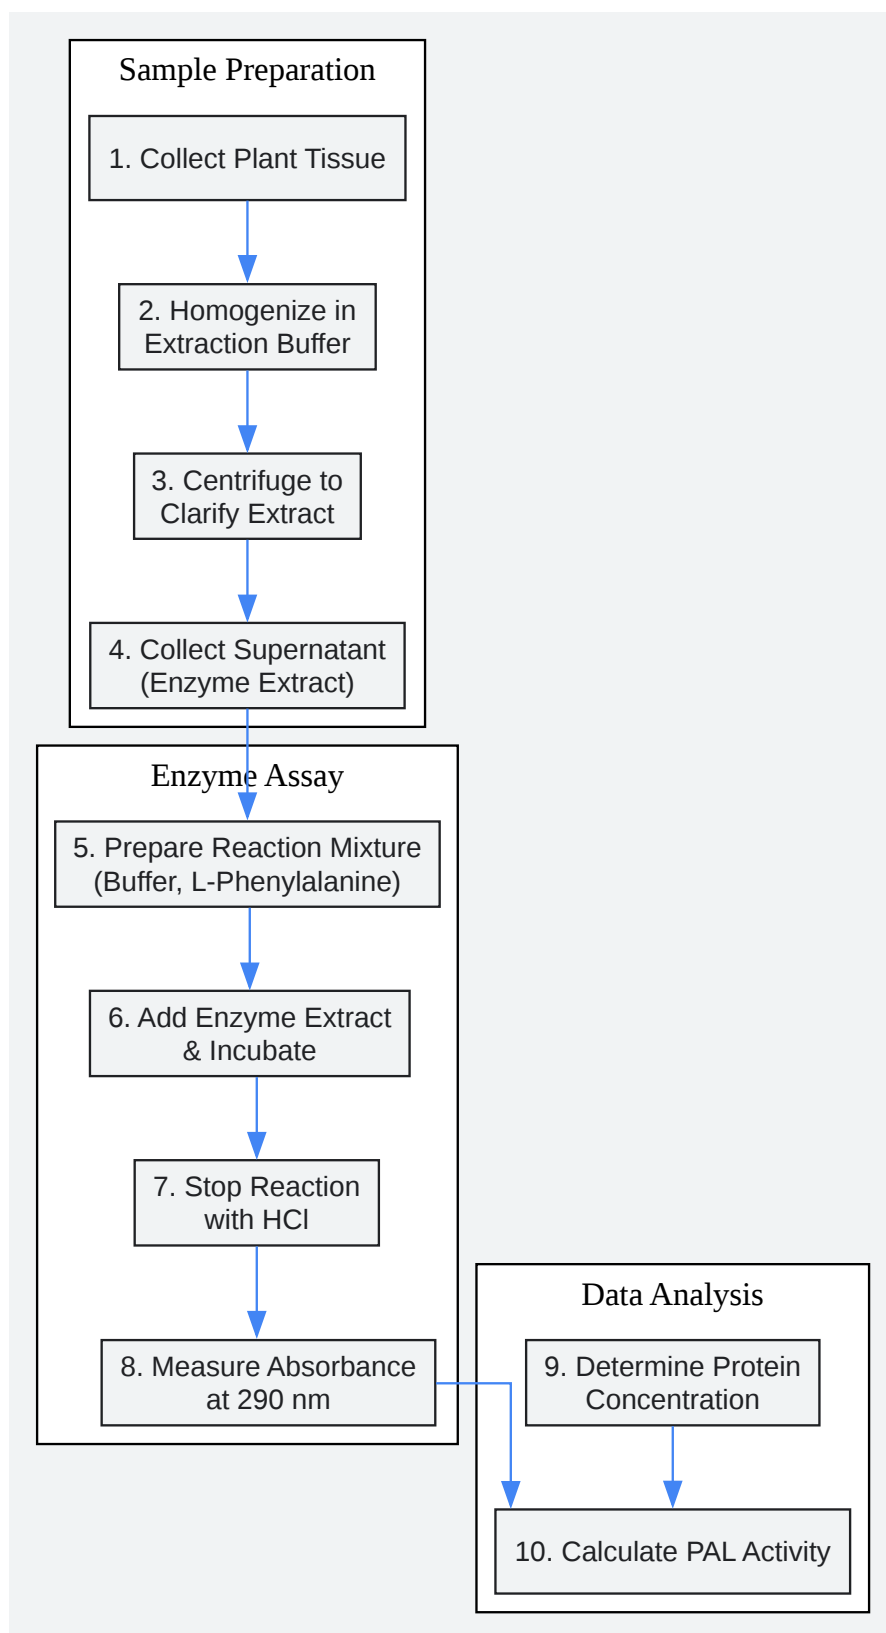 Sample Preparation
1. Collect Plant Tissue
2. Homogenize in
Extraction Buffer
3. Centrifuge to
Clarify Extract
4. Collect Supernatant
(Enzyme Extract)
Enzyme Assay
5. Prepare Reaction Mixture
(Buffer, L-Phenylalanine)
6. Add Enzyme Extract
& Incubate
7. Stop Reaction
with HCl
8. Measure Absorbance
at 290 nm
Data Analysis
9. Determine Protein
Concentration
10. Calculate PAL Activity